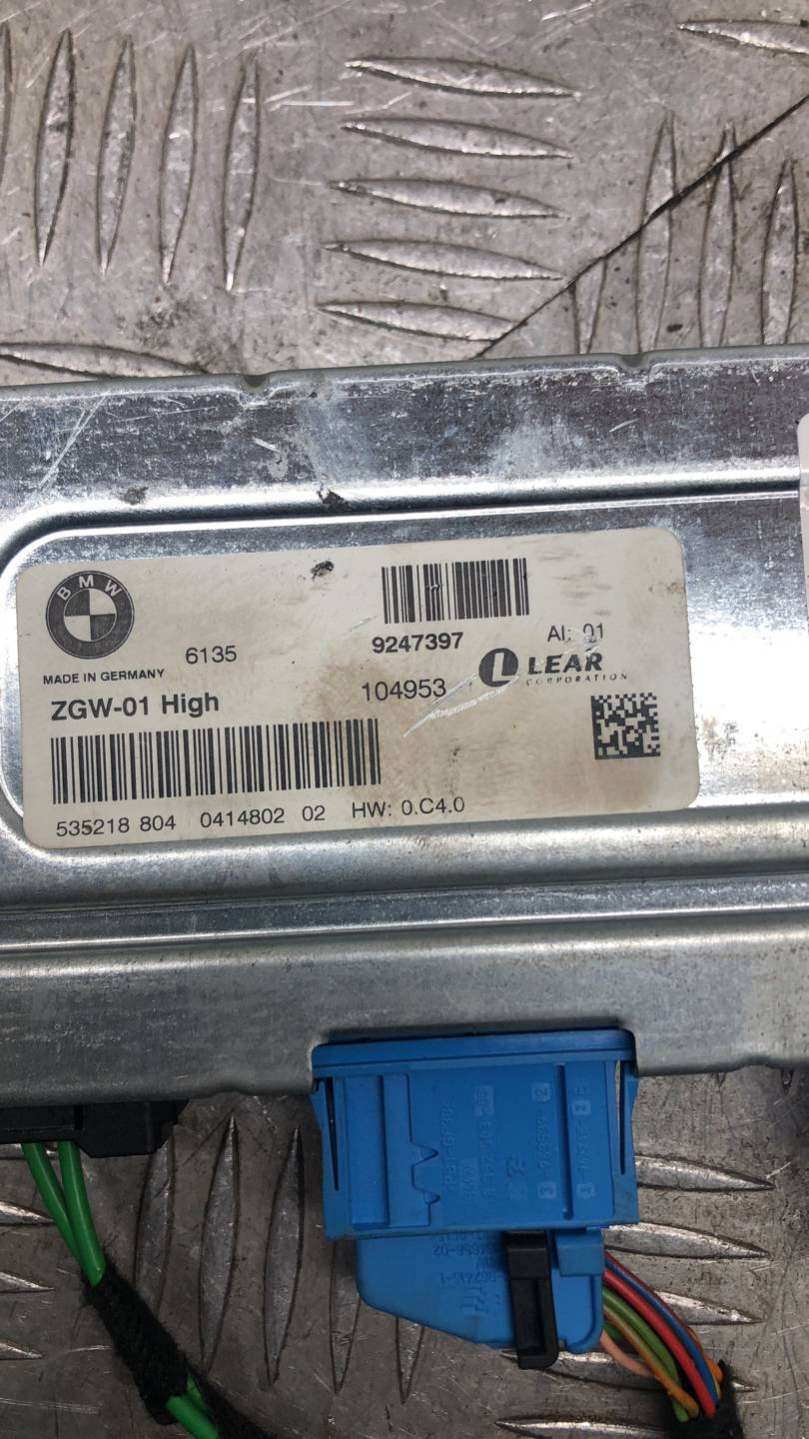 BMW
6135
9247397
AI: 01
MADE IN GERMANY
LEAR
CORPORATION
ZGW-01 High
104953
535218 804 0414802 02 HW: 0.C4.0